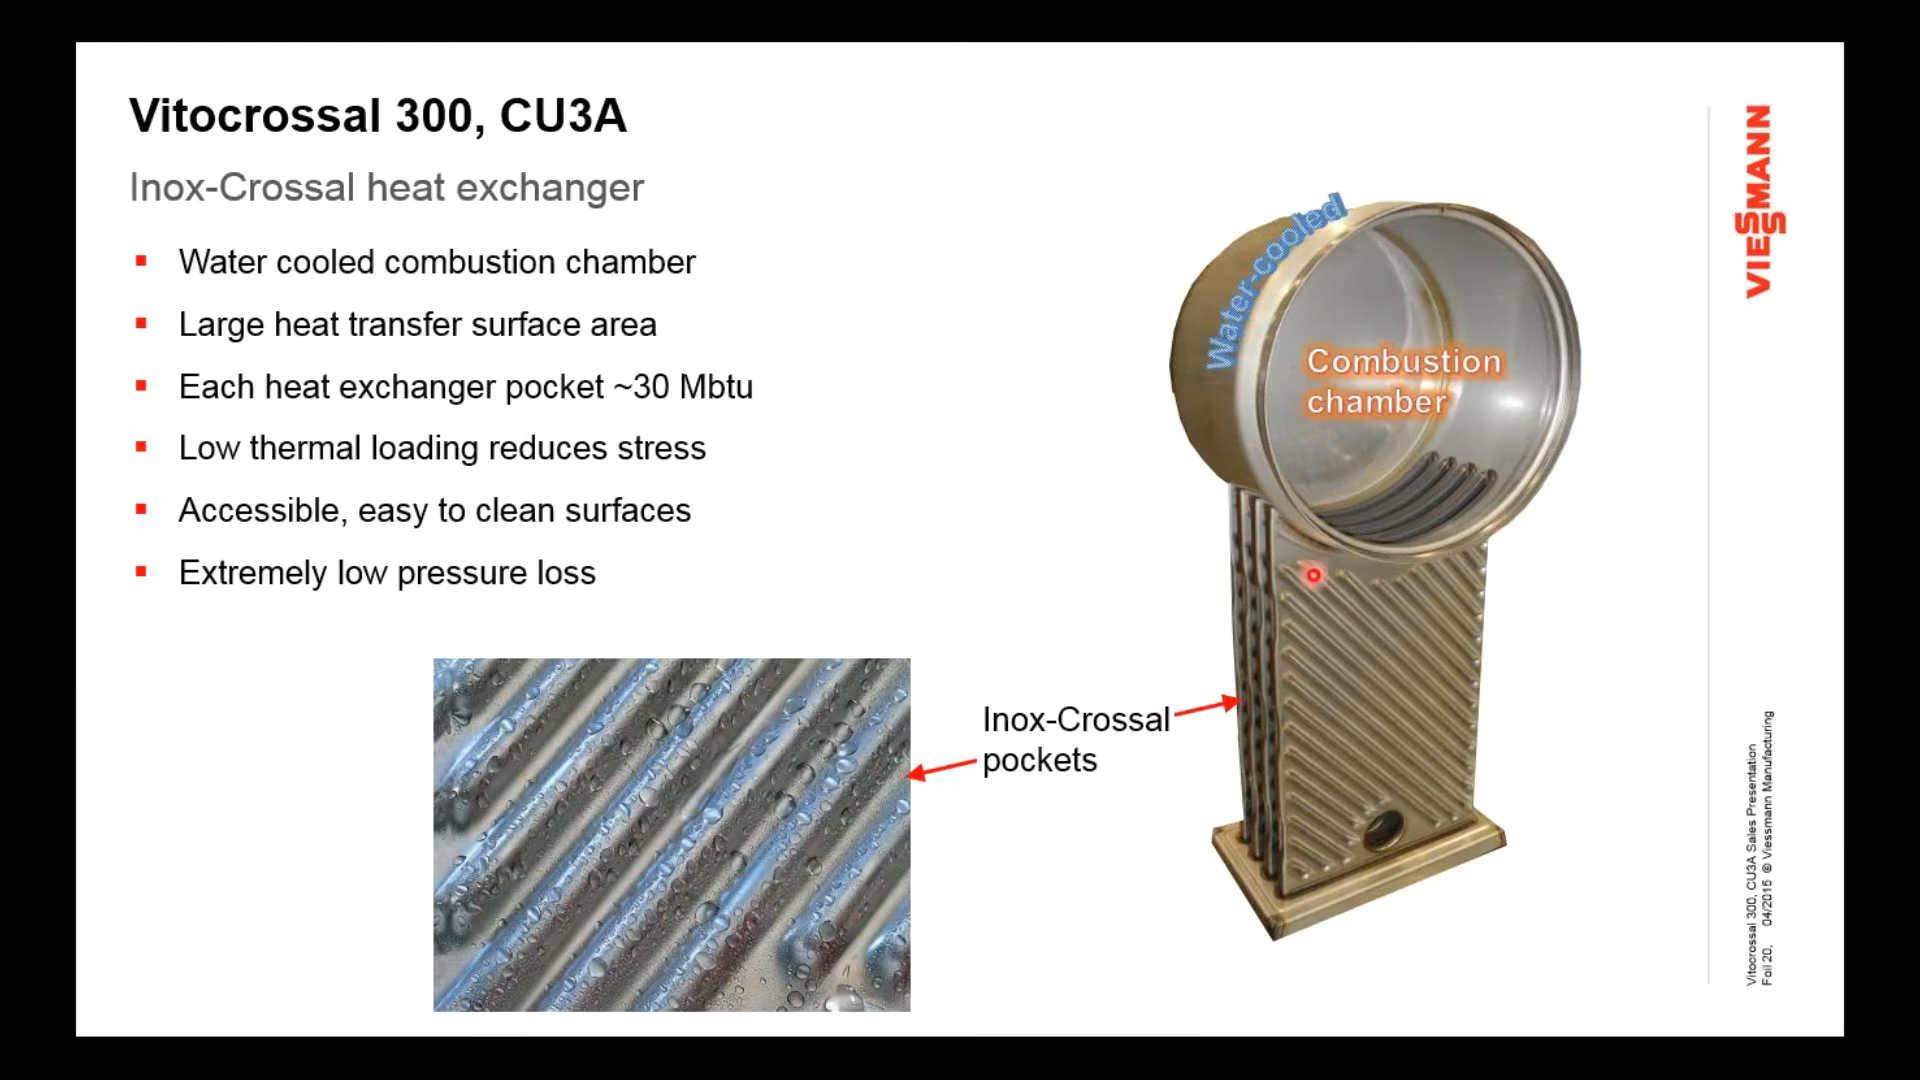 Vitocrossal 300, CU3A
Inox-Crossal heat exchanger
Water cooled combustion chamber
Large heat transfer surface area
Each heat exchanger pocket ~30 Mbtu
Low thermal loading reduces stress
Accessible, easy to clean surfaces
Extremely low pressure loss
Water-cooled
Combustion
chamber
Inox-Crossal
pockets
VIESSMANN
Vitocrossal 300, CU3A Sales Presentation
Foil 20, 04/2015 © Viessmann Manufacturing